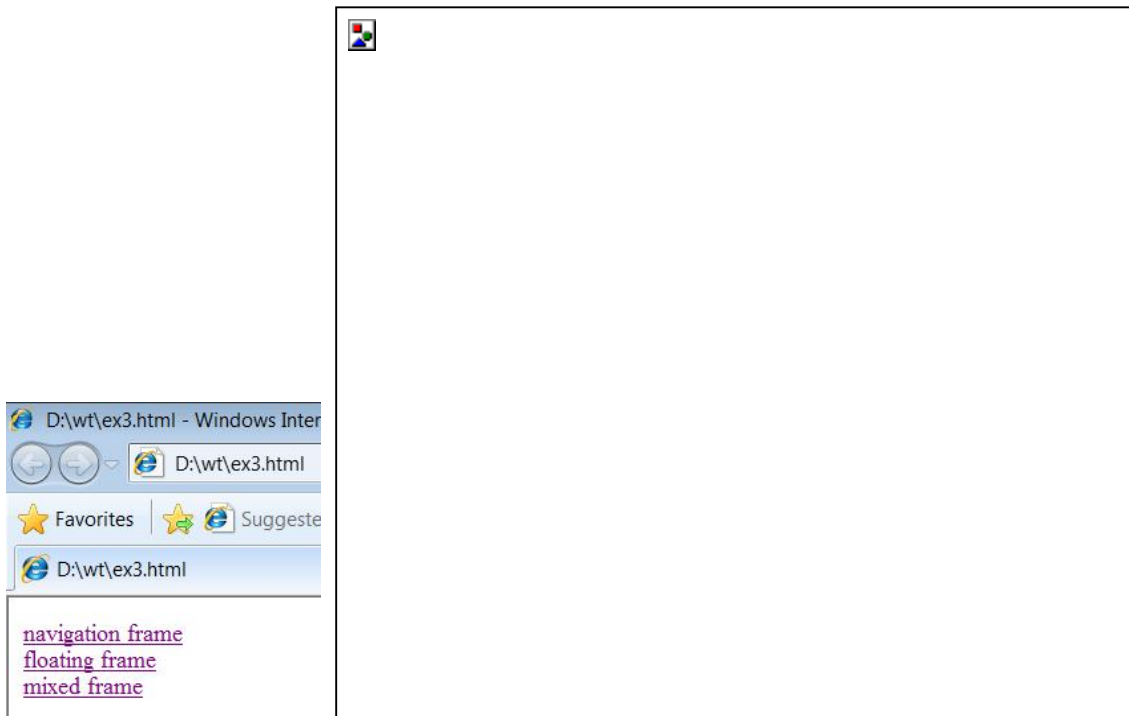 D:\wt\ex3.html - Windows Inter
D:\wt\ex3.html
Favorites Suggeste
D:\wt\ex3.html
navigation frame
floating frame
mixed frame